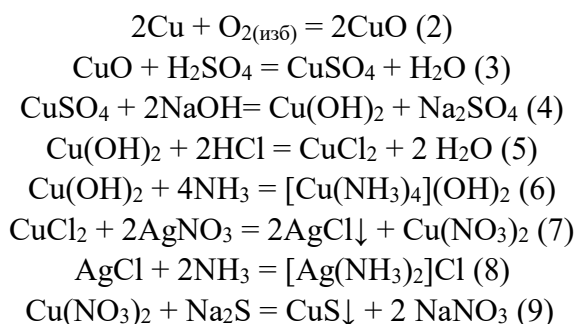 2Cu + O₂₍изб₎ = 2CuO (2)
CuO + H₂SO₄ = CuSO₄ + H₂O (3)
CuSO₄ + 2NaOH= Cu(OH)₂ + Na₂SO₄ (4)
Cu(OH)₂ + 2HCl = CuCl₂ + 2 H₂O (5)
Cu(OH)₂ + 4NH₃ = [Cu(NH₃)₄](OH)₂ (6)
CuCl₂ + 2AgNO₃ = 2AgCl↓ + Cu(NO₃)₂ (7)
AgCl + 2NH₃ = [Ag(NH₃)₂]Cl (8)
Cu(NO₃)₂ + Na₂S = CuS↓ + 2 NaNO₃ (9)